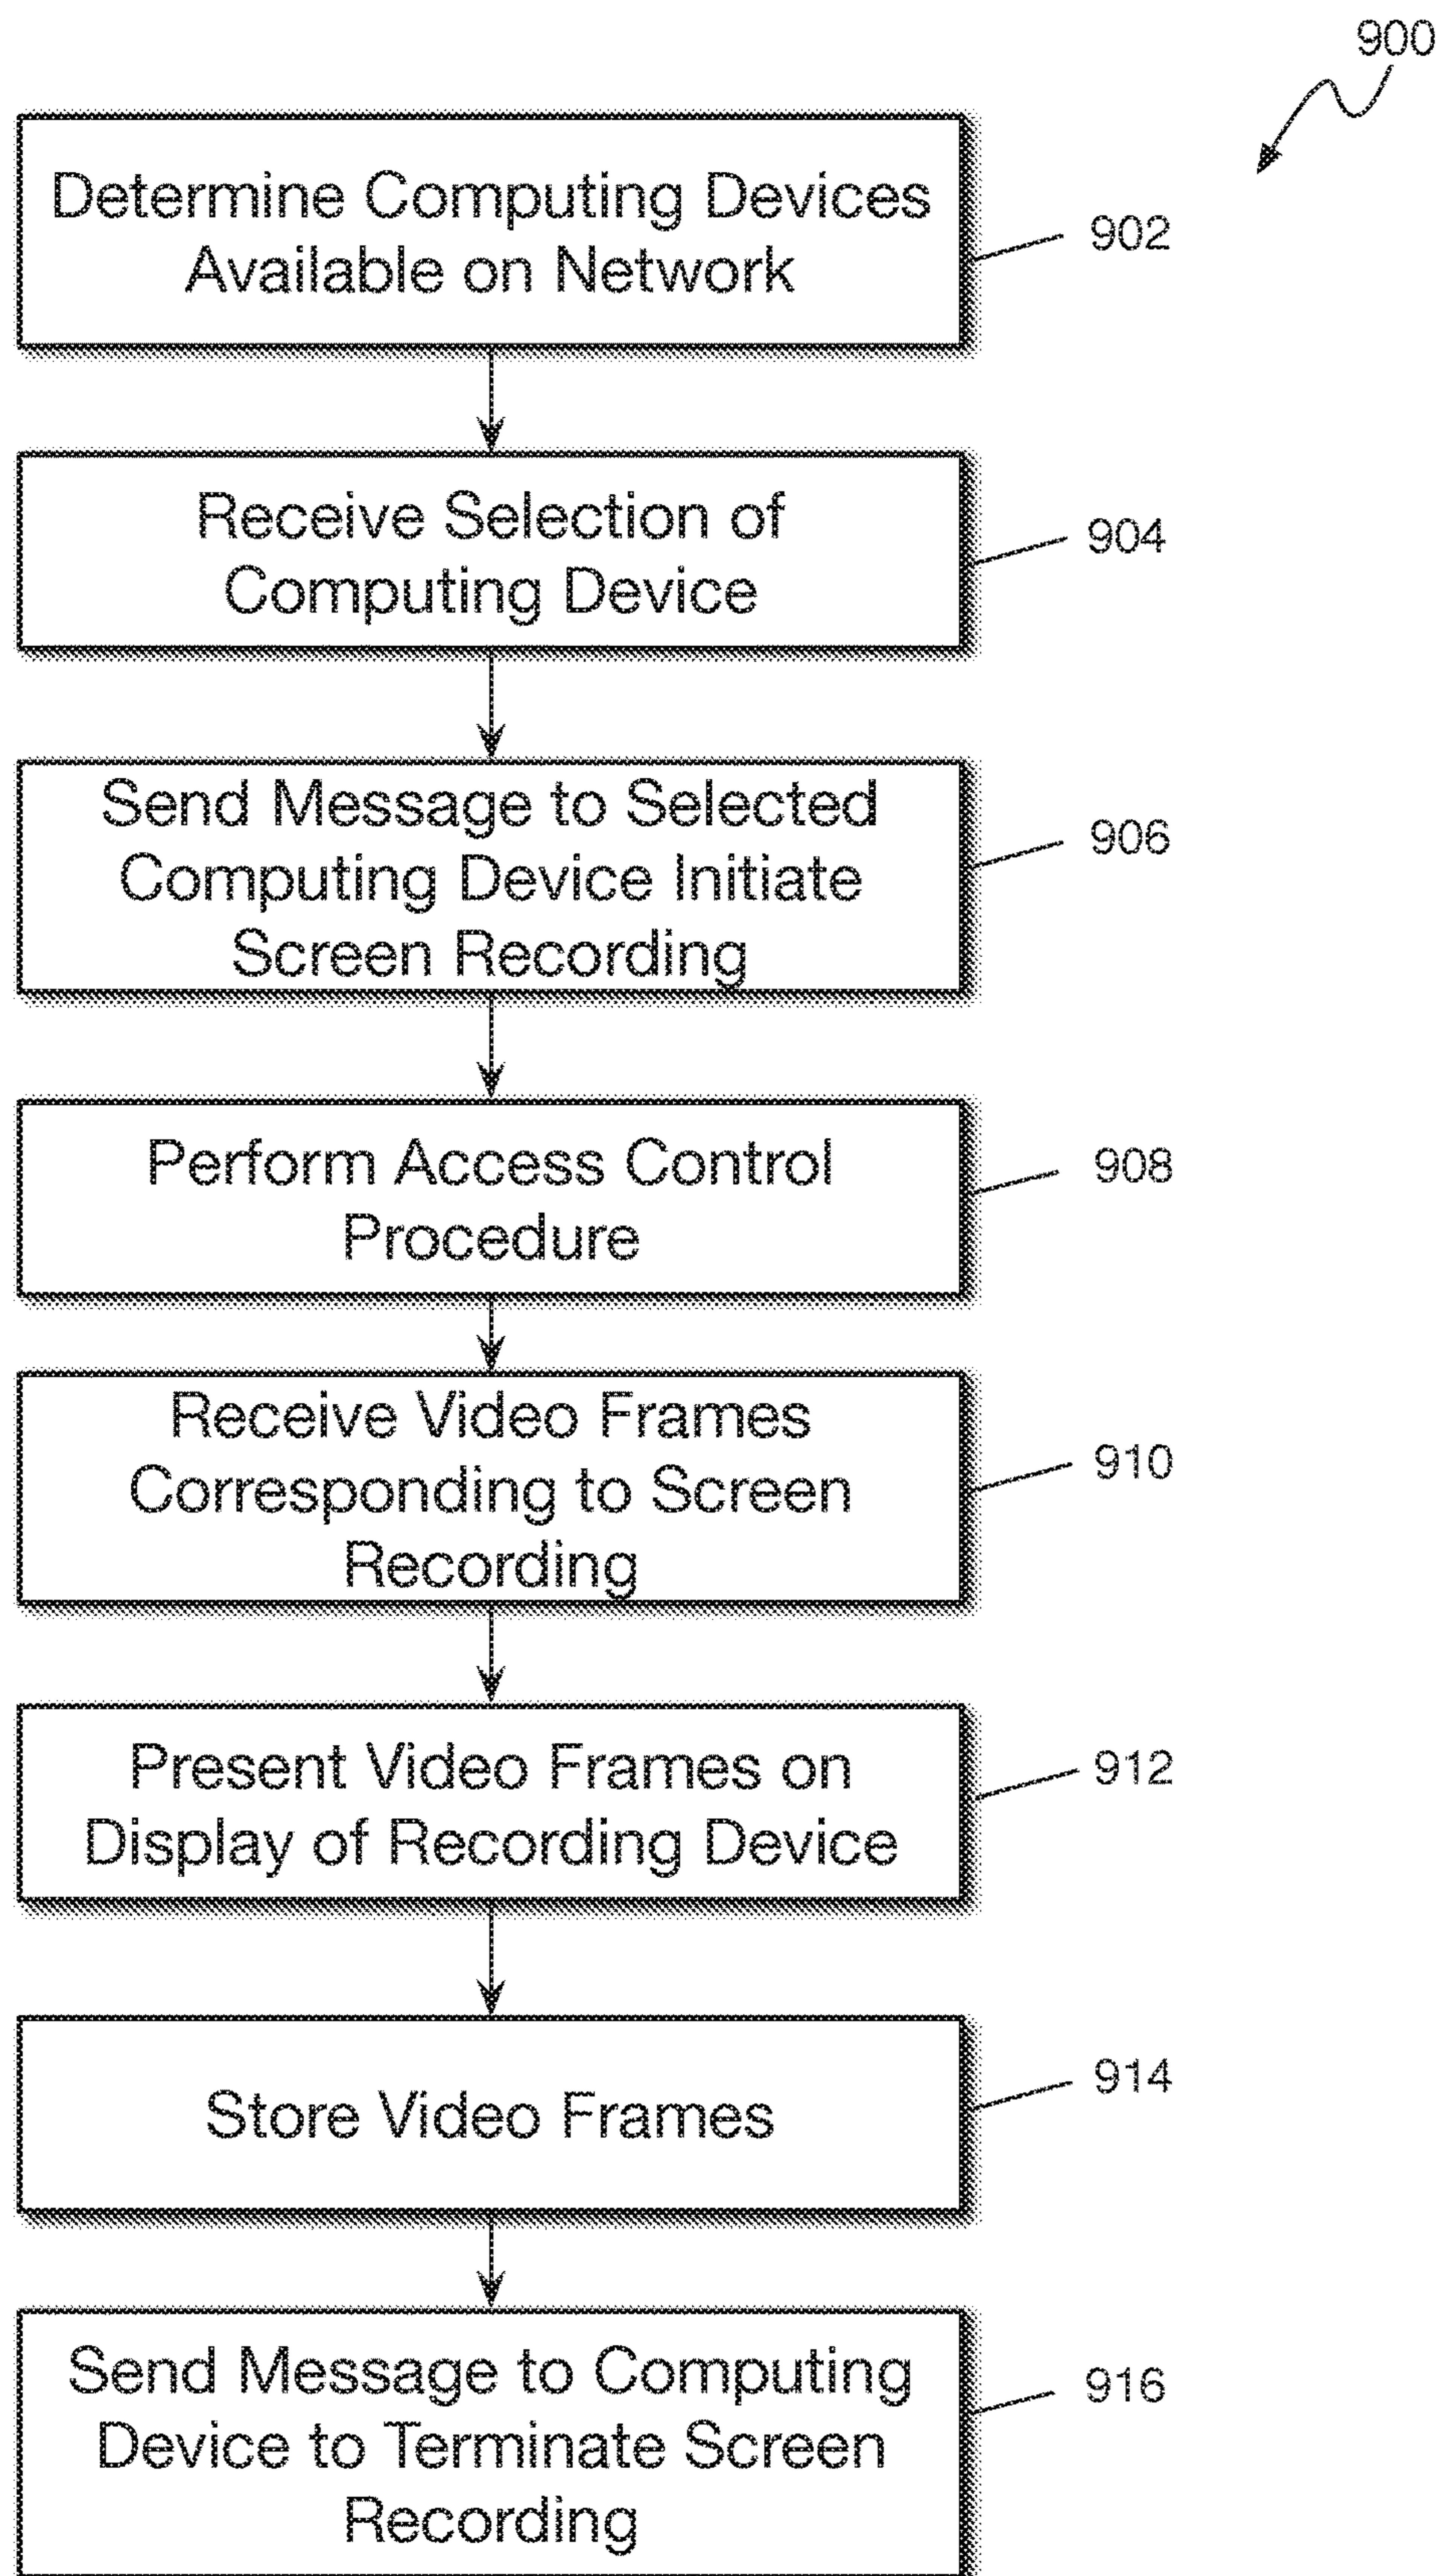 900
Determine Computing Devices
Available on Network
902
Receive Selection of
Computing Device
904
Send Message to Selected
Computing Device Initiate
Screen Recording
906
Perform Access Control
Procedure
908
Receive Video Frames
Corresponding to Screen
Recording
910
Present Video Frames on
Display of Recording Device
912
Store Video Frames
914
Send Message to Computing
Device to Terminate Screen
Recording
916